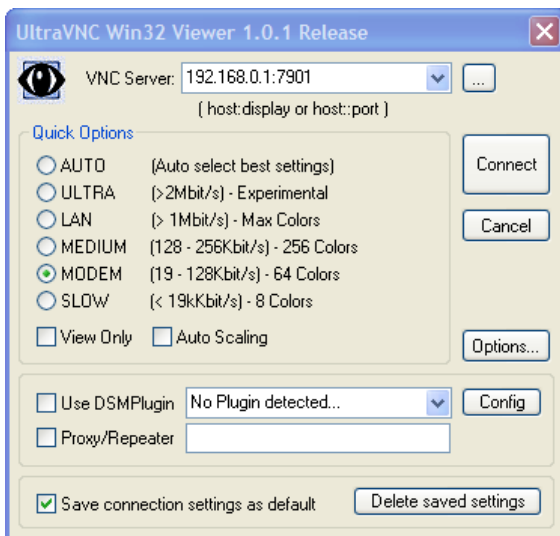 UltraVNC Win32 Viewer 1.0.1 Release
VNC Server: 192.168.0.1:7901 ...
( host:display or host::port )
Quick Options
AUTO (Auto select best settings)
ULTRA (>2Mbit/s) - Experimental
LAN (> 1Mbit/s) - Max Colors
MEDIUM (128 - 256Kbit/s) - 256 Colors
MODEM (19 - 128Kbit/s) - 64 Colors
SLOW (< 19kKbit/s) - 8 Colors
View Only Auto Scaling
Connect
Cancel
Options...
Use DSMPlugin No Plugin detected... Config
Proxy/Repeater
Save connection settings as default Delete saved settings